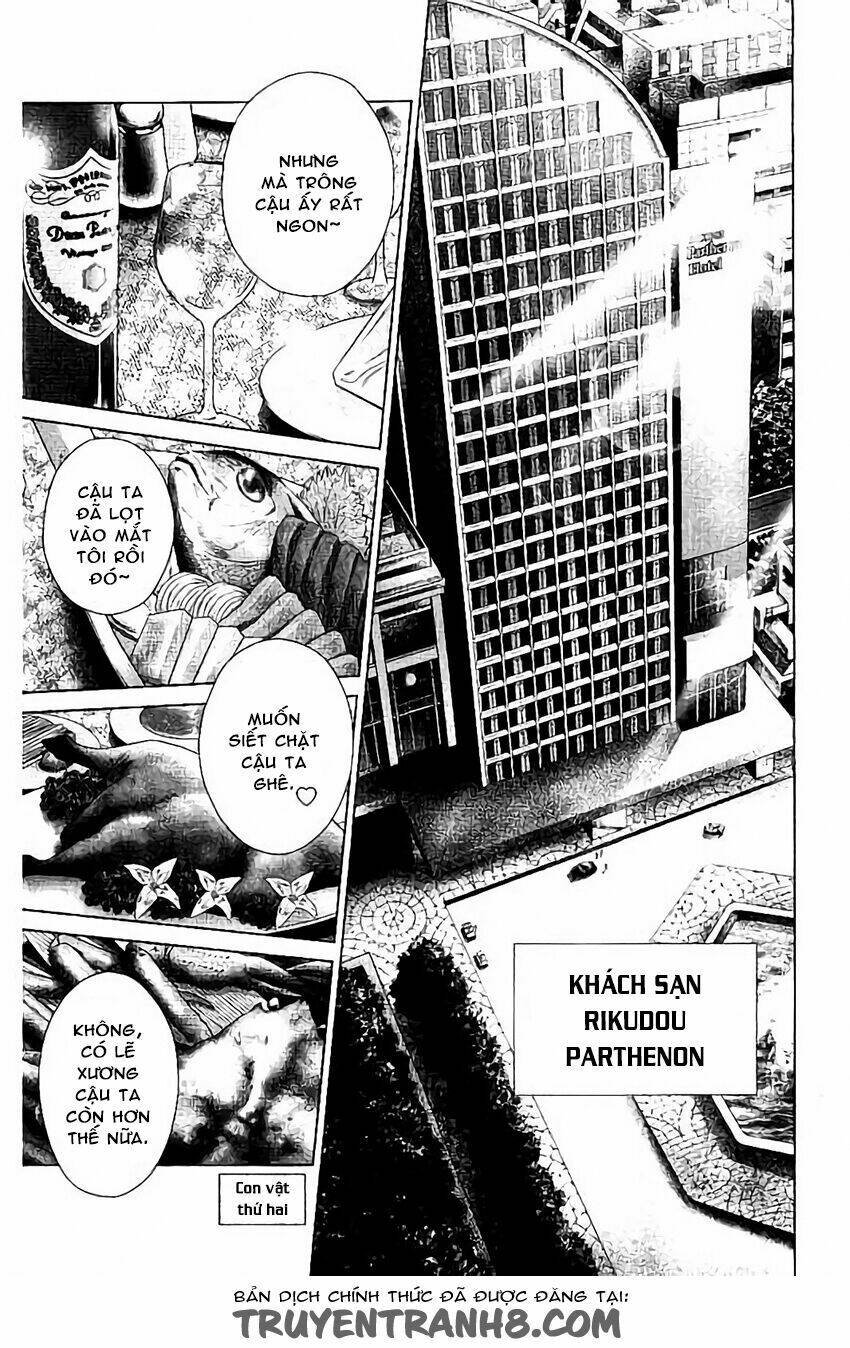 NHƯNG
MÀ TRÔNG
CẬU ẤY RẤT
NGON~
Parthenon
Hotel
CẬU TA
ĐÃ LỌT
VÀO MẮT
TÔI RỒI
ĐÓ~
MUỐN
SIẾT CHẶT
CẬU TA
GHÊ.♡
KHÁCH SẠN
RIKUDOU
PARTHENON
KHÔNG,
CÓ LẼ
XƯƠNG
CẬU TA
CÒN HƠN
THẾ NỮA.
Con vật
thứ hai
BẢN DỊCH CHÍNH THỨC ĐÃ ĐƯỢC ĐĂNG TẠI:
TRUYENTRANH8.COM